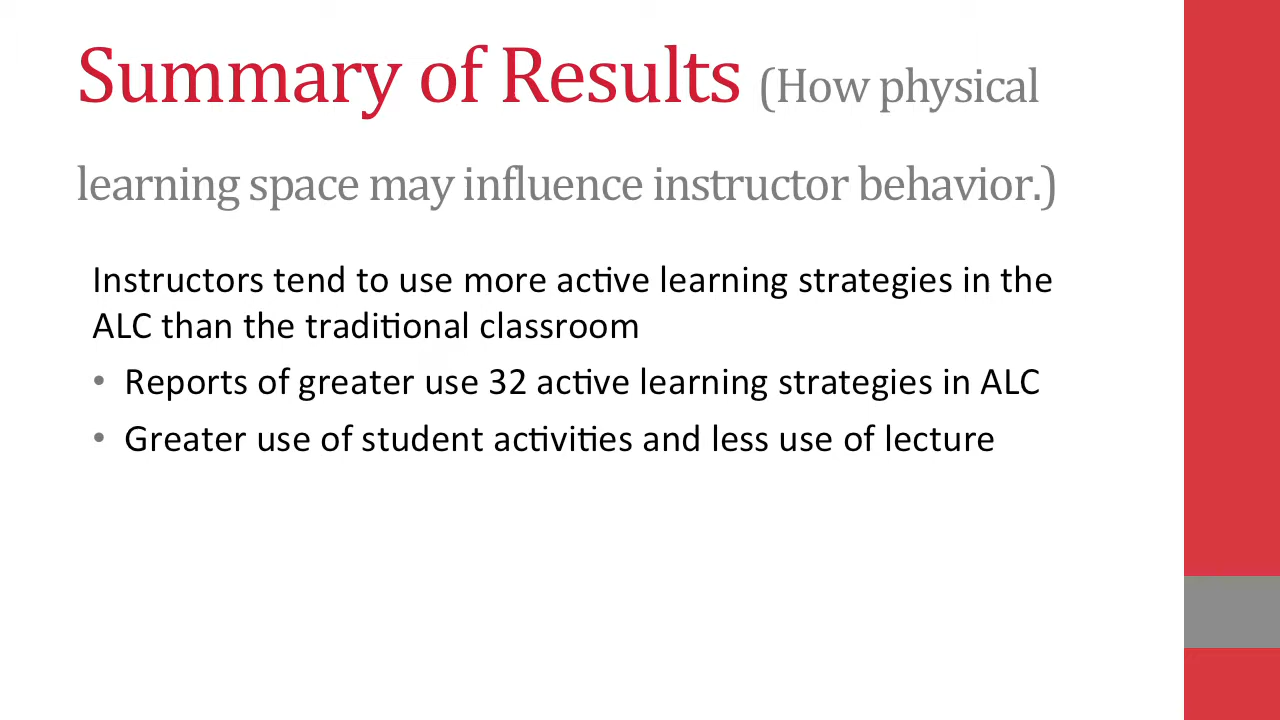 Summary of Results (How physical
learning space may influence instructor behavior.)
Instructors tend to use more active learning strategies in the
ALC than the traditional classroom
• Reports of greater use 32 active learning strategies in ALC
• Greater use of student activities and less use of lecture